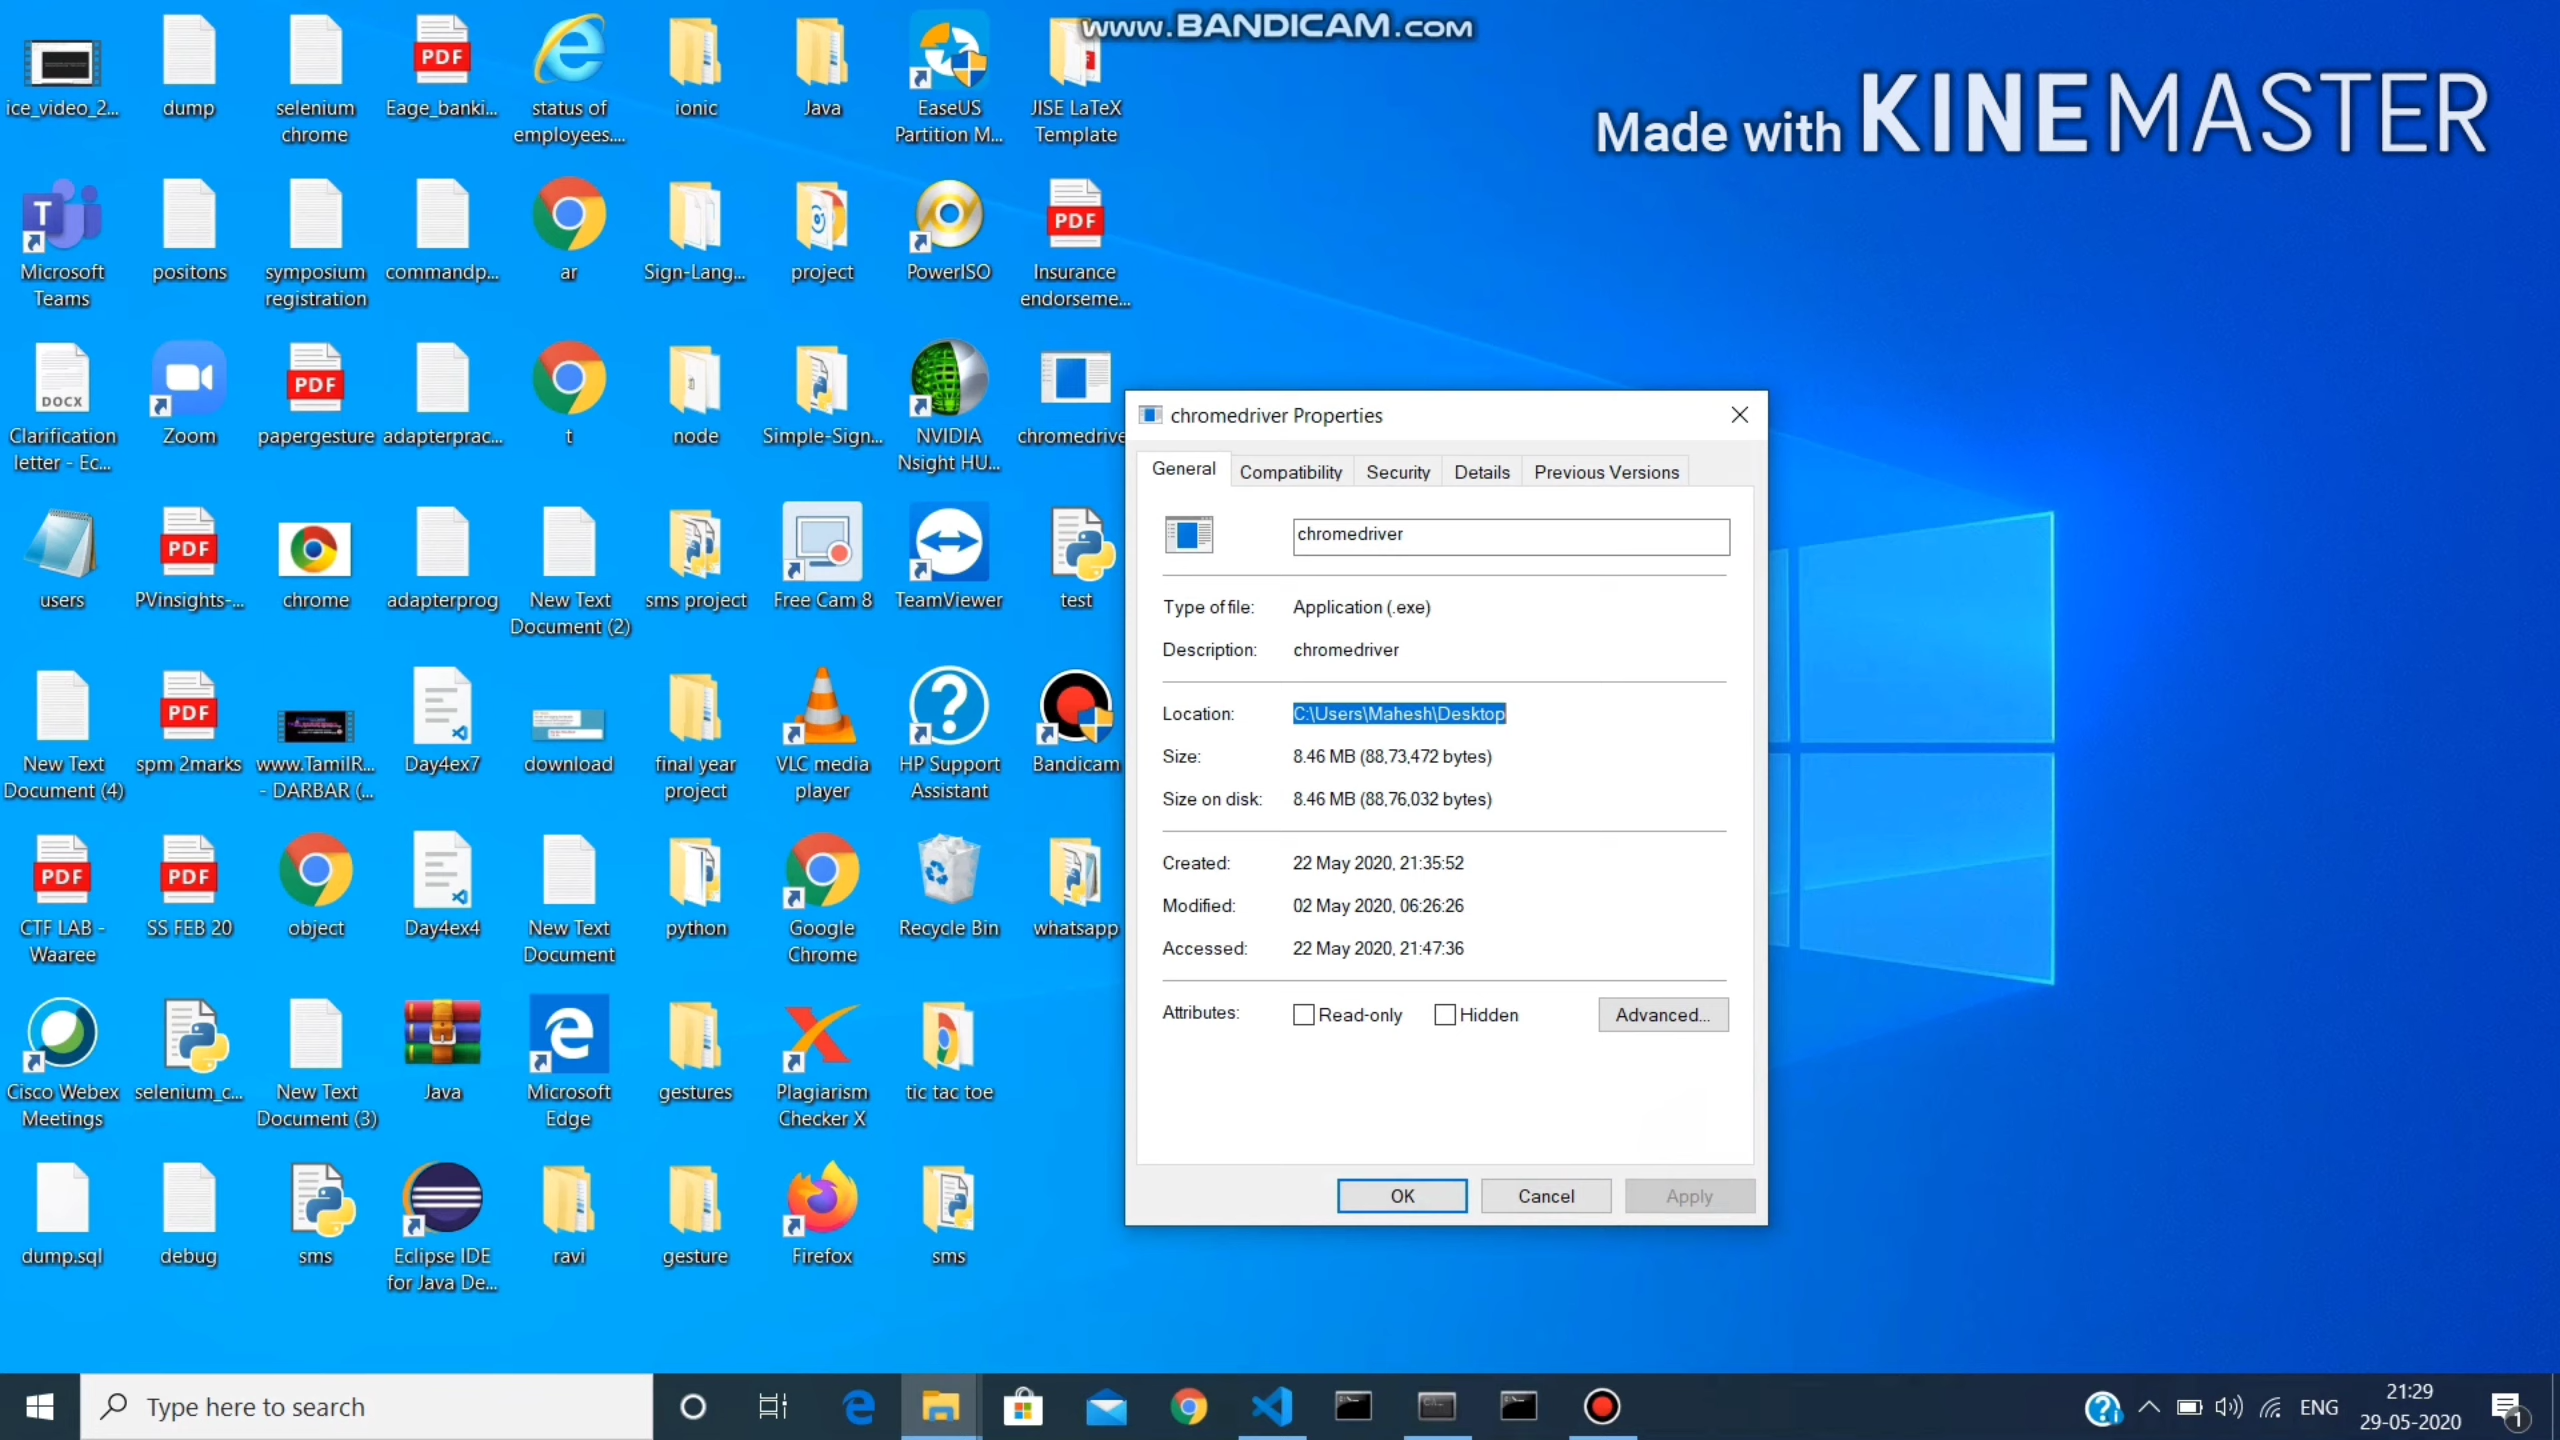 www.BANDICAM.com
Made with KINEMASTER
ice_video_2...
dump
selenium
chrome
Eage_banki...
status of
employees....
ionic
Java
EaseUS
Partition M...
JISE LaTeX
Template
Microsoft
Teams
positons
symposium
registration
commandp...
ar
Sign-Lang...
project
PowerISO
Insurance
endorseme...
Clarification
letter - Ec...
Zoom
papergesture
adapterprac...
t
node
Simple-Sign...
NVIDIA
Nsight HU...
chromedrive
users
PVinsights-...
chrome
adapterprog
New Text
Document (2)
sms project
Free Cam 8
TeamViewer
test
New Text
Document (4)
spm 2marks
www.TamilR...
- DARBAR (...
Day4ex7
download
final year
project
VLC media
player
HP Support
Assistant
Bandicam
CTF LAB -
Waaree
SS FEB 20
object
Day4ex4
New Text
Document
python
Google
Chrome
Recycle Bin
whatsapp
Cisco Webex
Meetings
selenium_c...
New Text
Document (3)
Java
Microsoft
Edge
gestures
Plagiarism
Checker X
tic tac toe
dump.sql
debug
sms
Eclipse IDE
for Java De...
ravi
gesture
Firefox
sms
PDF
T
PDF
DOCX
PDF
PDF
PDF
PDF
PDF
chromedriver Properties
General Compatibility Security Details Previous Versions
chromedriver
Type of file: Application (.exe)
Description: chromedriver
Location: C:\Users\Mahesh\Desktop
Size: 8.46 MB (88,73,472 bytes)
Size on disk: 8.46 MB (88,76,032 bytes)
Created: 22 May 2020, 21:35:52
Modified: 02 May 2020, 06:26:26
Accessed: 22 May 2020, 21:47:36
Attributes: Read-only Hidden Advanced...
OK Cancel Apply
Type here to search
ENG
21:29
29-05-2020
1